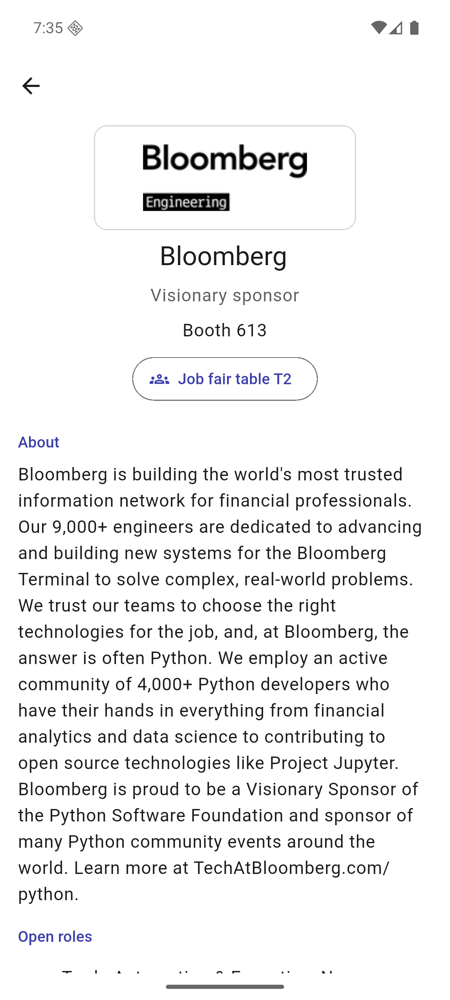 7:35
Bloomberg
Engineering
Bloomberg
Visionary sponsor
Booth 613
Job fair table T2
About
Bloomberg is building the world's most trusted
information network for financial professionals.
Our 9,000+ engineers are dedicated to advancing
and building new systems for the Bloomberg
Terminal to solve complex, real-world problems.
We trust our teams to choose the right
technologies for the job, and, at Bloomberg, the
answer is often Python. We employ an active
community of 4,000+ Python developers who
have their hands in everything from financial
analytics and data science to contributing to
open source technologies like Project Jupyter.
Bloomberg is proud to be a Visionary Sponsor of
the Python Software Foundation and sponsor of
many Python community events around the
world. Learn more at TechAtBloomberg.com/
python.
Open roles